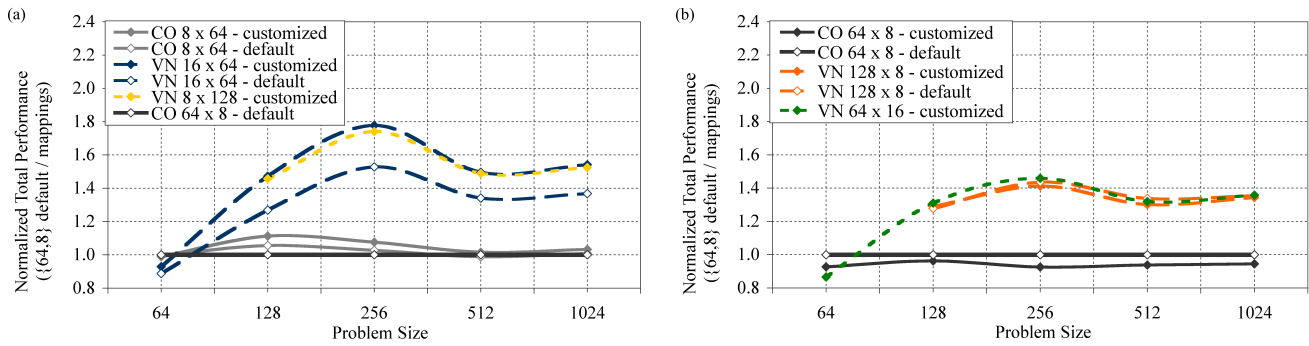 (a)
Normalized Total Performance
({64,8} default / mappings)
2.4
2.2
2.0
1.8
1.6
1.4
1.2
1.0
0.8
CO 8 x 64 - customized
CO 8 x 64 - default
VN 16 x 64 - customized
VN 16 x 64 - default
VN 8 x 128 - customized
CO 64 x 8 - default
64
128
256
512
1024
Problem Size
(b)
Normalized Total Performance
({64,8} default / mappings)
2.4
2.2
2.0
1.8
1.6
1.4
1.2
1.0
0.8
CO 64 x 8 - customized
CO 64 x 8 - default
VN 128 x 8 - customized
VN 128 x 8 - default
VN 64 x 16 - customized
64
128
256
512
1024
Problem Size